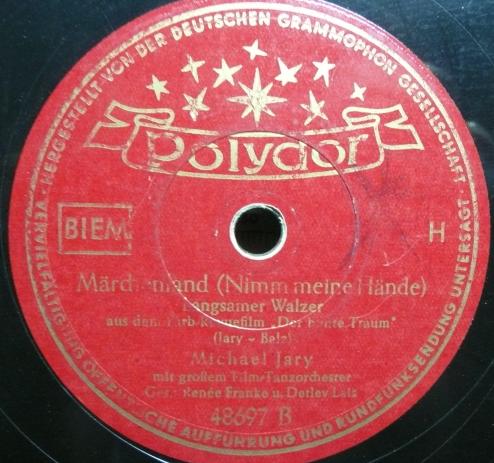 HERGESTELLT VON DER DEUTSCHEN GRAMMOPHON GESELLSCHAFT
Polydor
BIEM
H
Märchenland (Nimm meine Hände)
Langsamer Walzer
aus dem Farb-Revuefilm „Der bunte Traum"
(Jary - Balz)
Michael Jary
mit großem Film-Tanzorchester
Ges.: Renée Franke u. Detlev Lais
48697 B
VERVIELFÄLTIGUNG ÖFFENTLICHE AUFFÜHRUNG UND RUNDFUNKSENDUNG UNTERSAGT